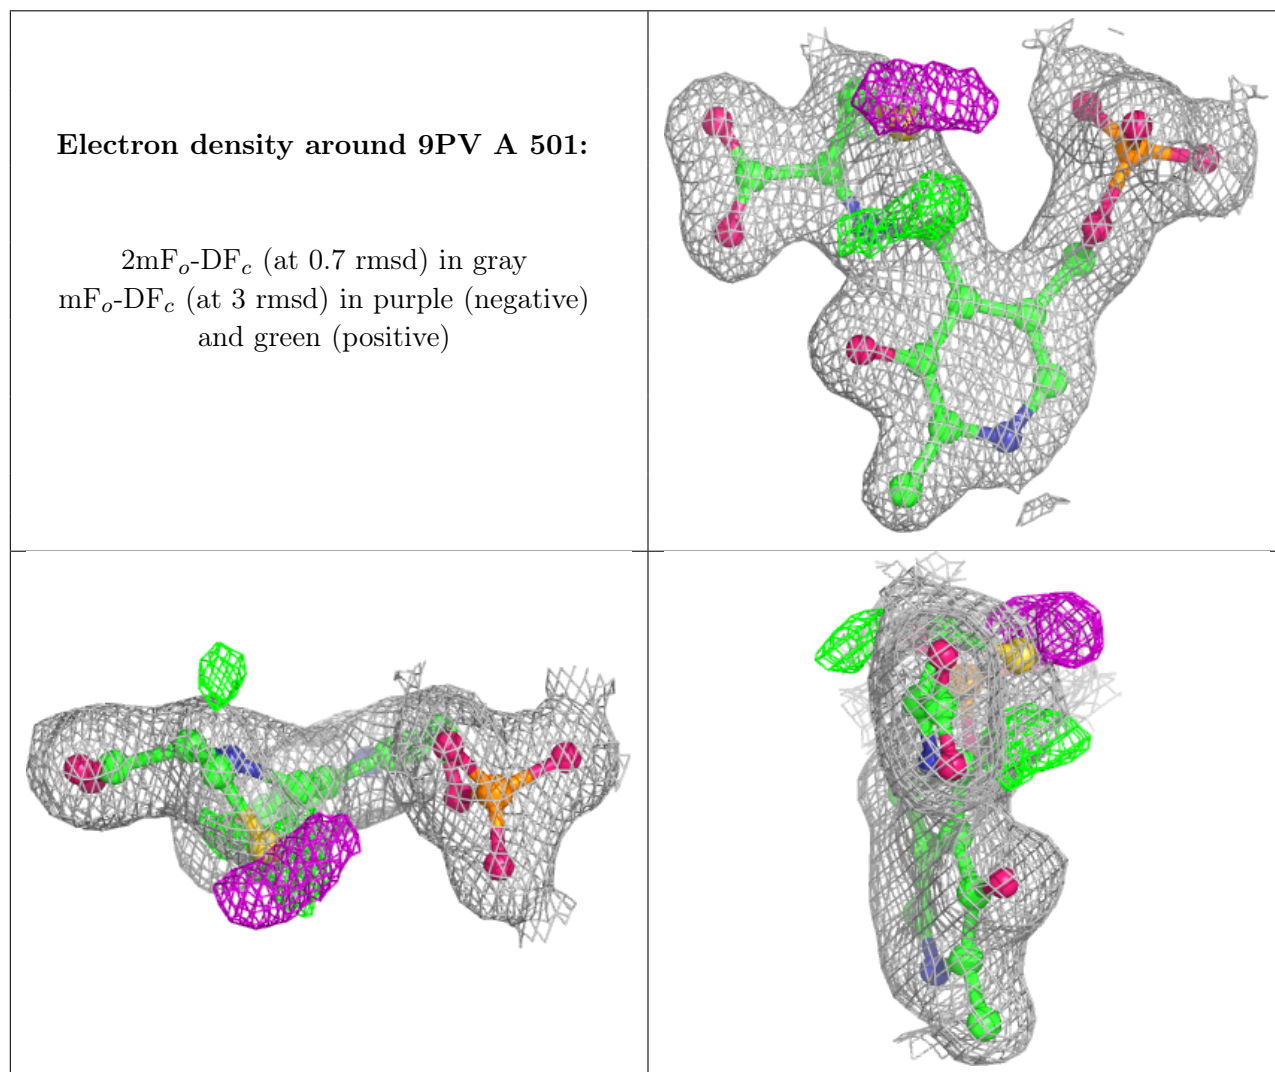 Electron density around 9PV A 501:
2mFo-DFc (at 0.7 rmsd) in gray
mFo-DFc (at 3 rmsd) in purple (negative)
and green (positive)